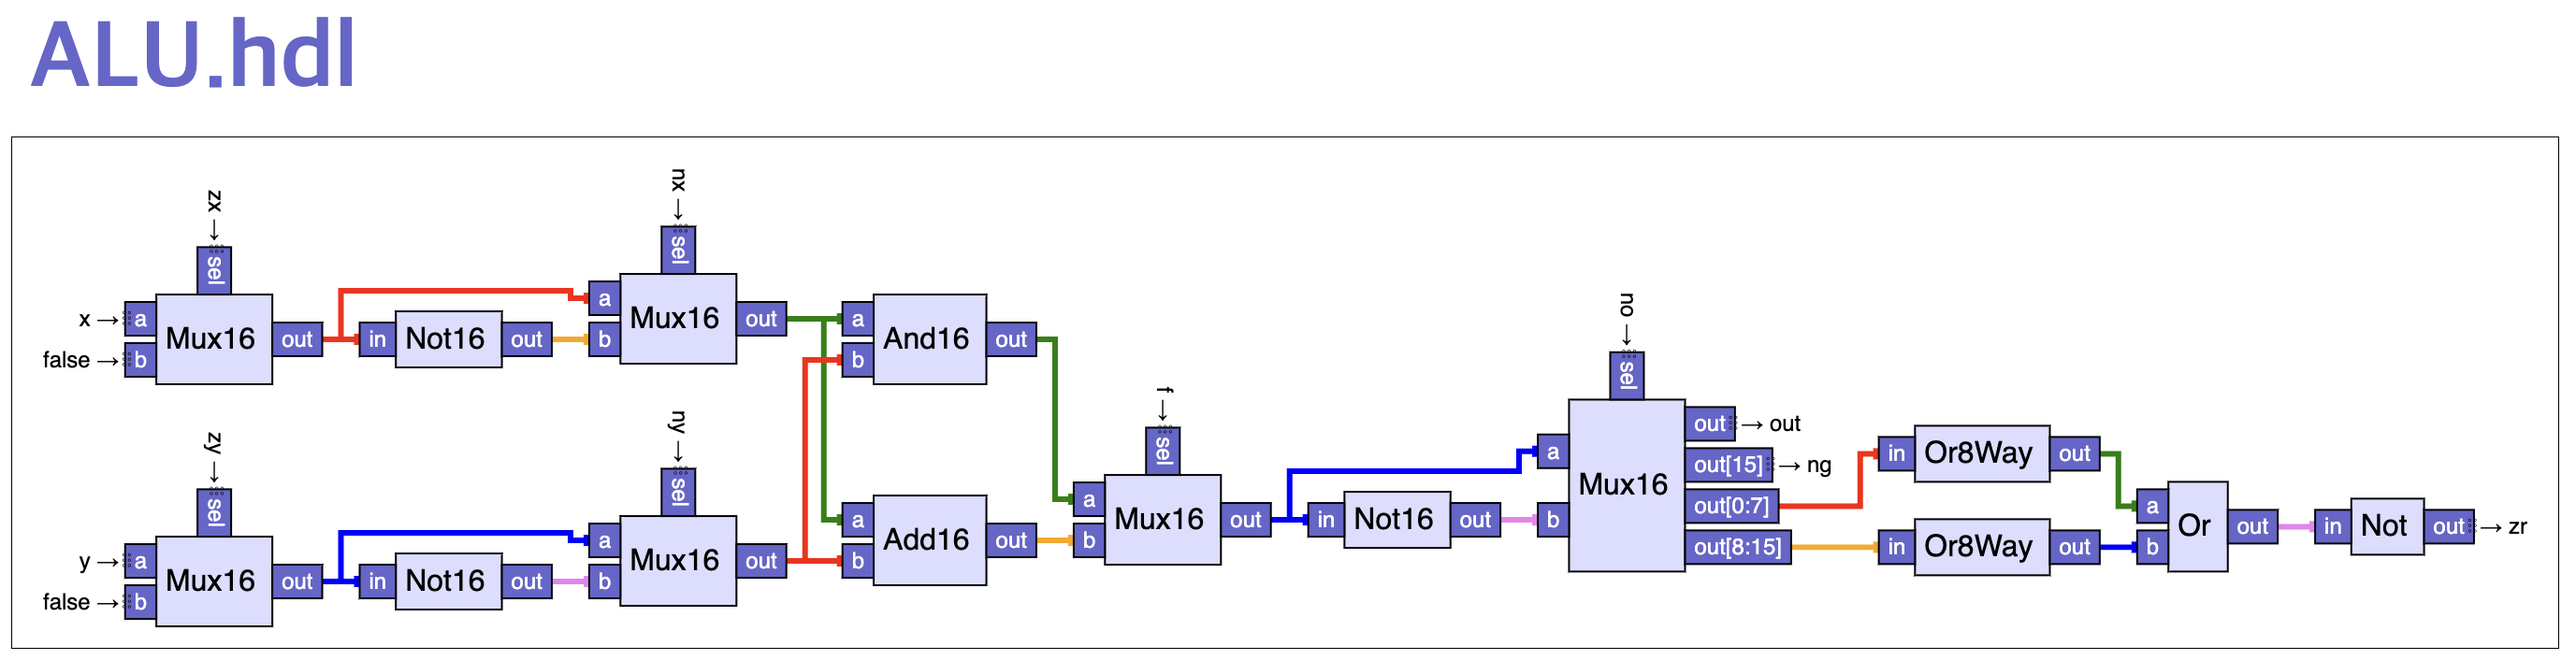 ALU.hdl
zx → sel
x → a Mux16 out
false → b
in Not16 out
nx → sel
a Mux16 out
b
a And16 out
b
zy → sel
y → a Mux16 out
false → b
in Not16 out
ny → sel
a Mux16 out
b
a Add16 out
b
f → sel
a Mux16 out
b
in Not16 out
no → sel
a Mux16
b
out → out
out[15] → ng
out[0:7]
out[8:15]
in Or8Way out
in Or8Way out
a Or out
b
in Not out → zr